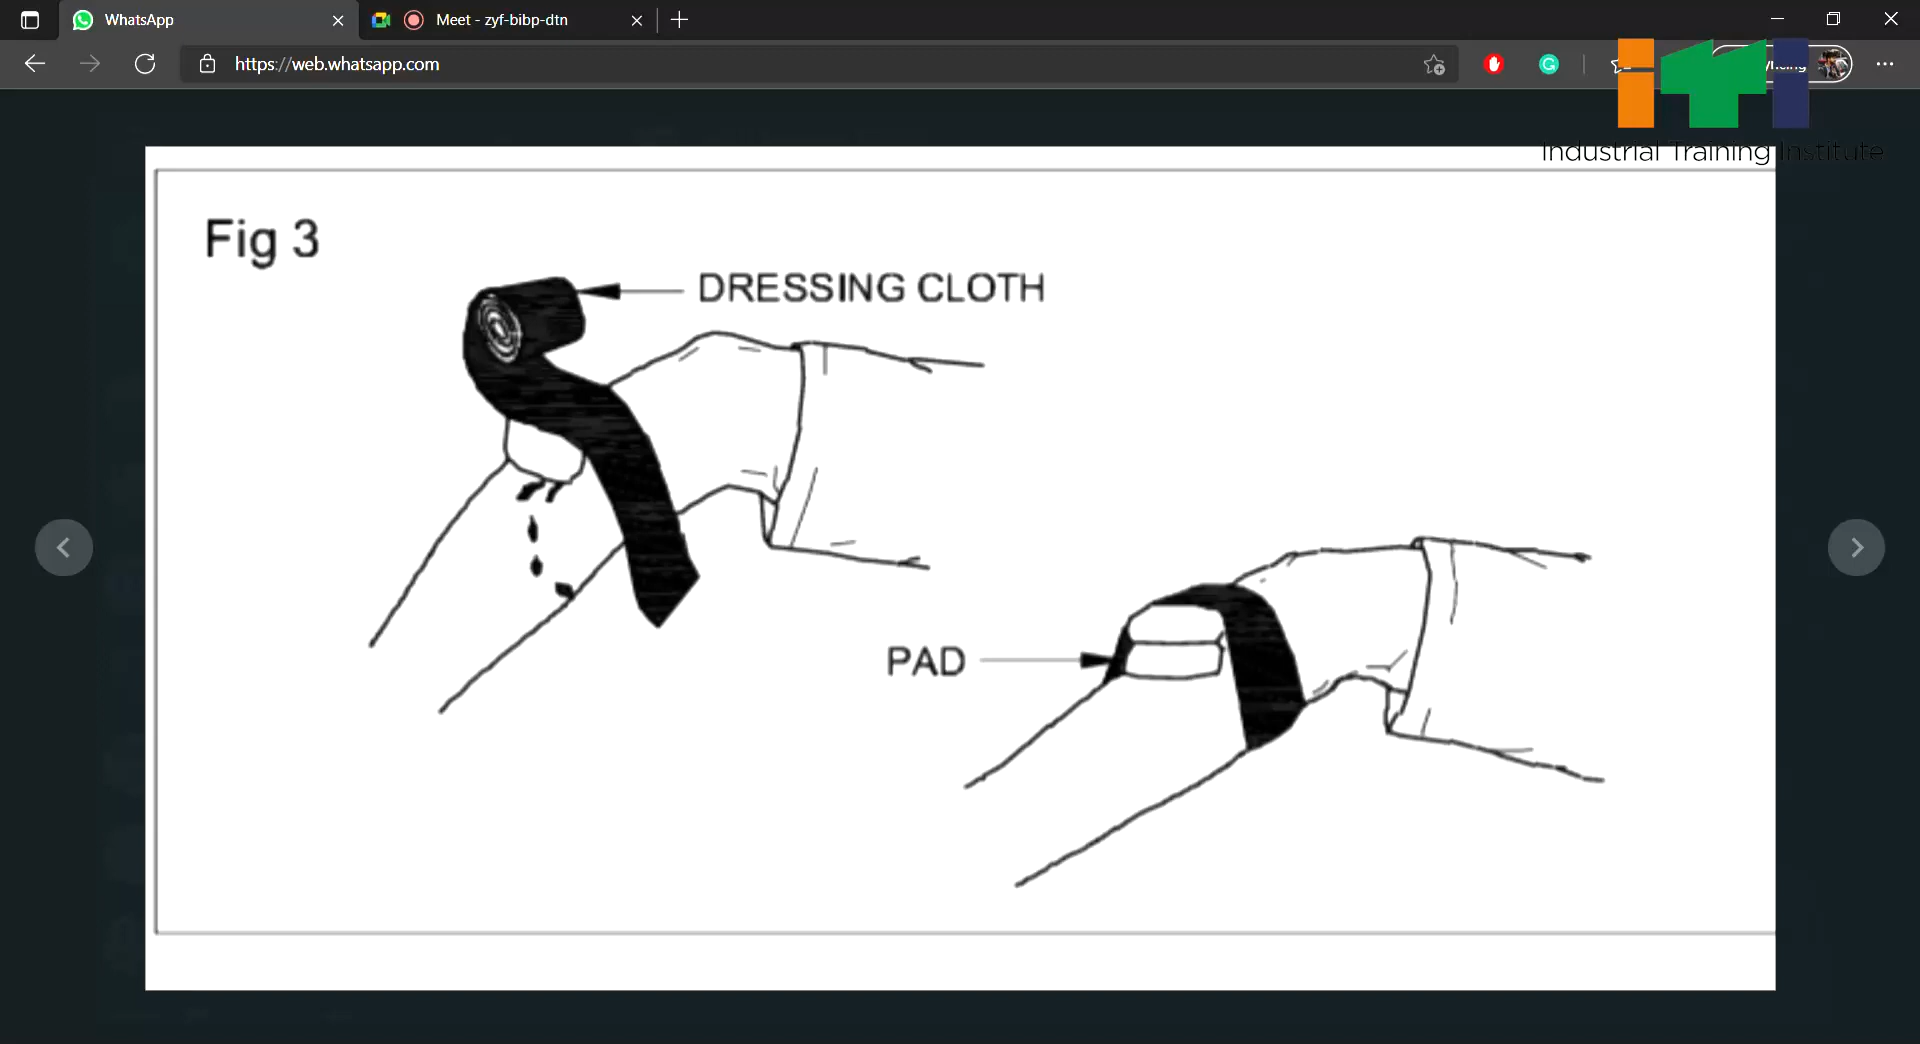 WhatsApp
Meet - zyf-bibp-dtn
https://web.whatsapp.com
Industrial Training Institute
Fig 3
DRESSING CLOTH
PAD